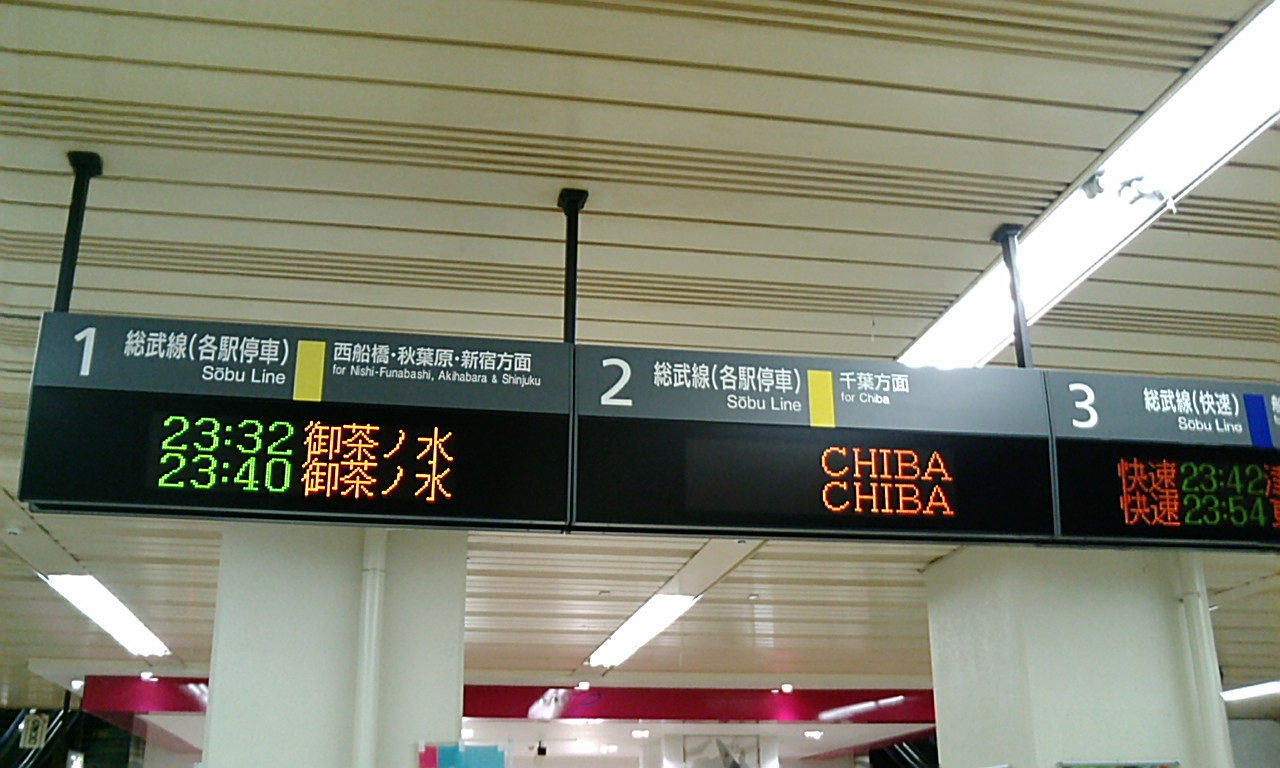 1
総武線(各駅停車)
Sōbu Line
西船橋・秋葉原・新宿方面
for Nishi-Funabashi, Akihabara & Shinjuku
23:32 御茶ノ水
23:40 御茶ノ水
2
総武線(各駅停車)
Sōbu Line
千葉方面
for Chiba
CHIBA
CHIBA
3
総武線(快速)
Sōbu Line
快速 23:42
快速 23:54